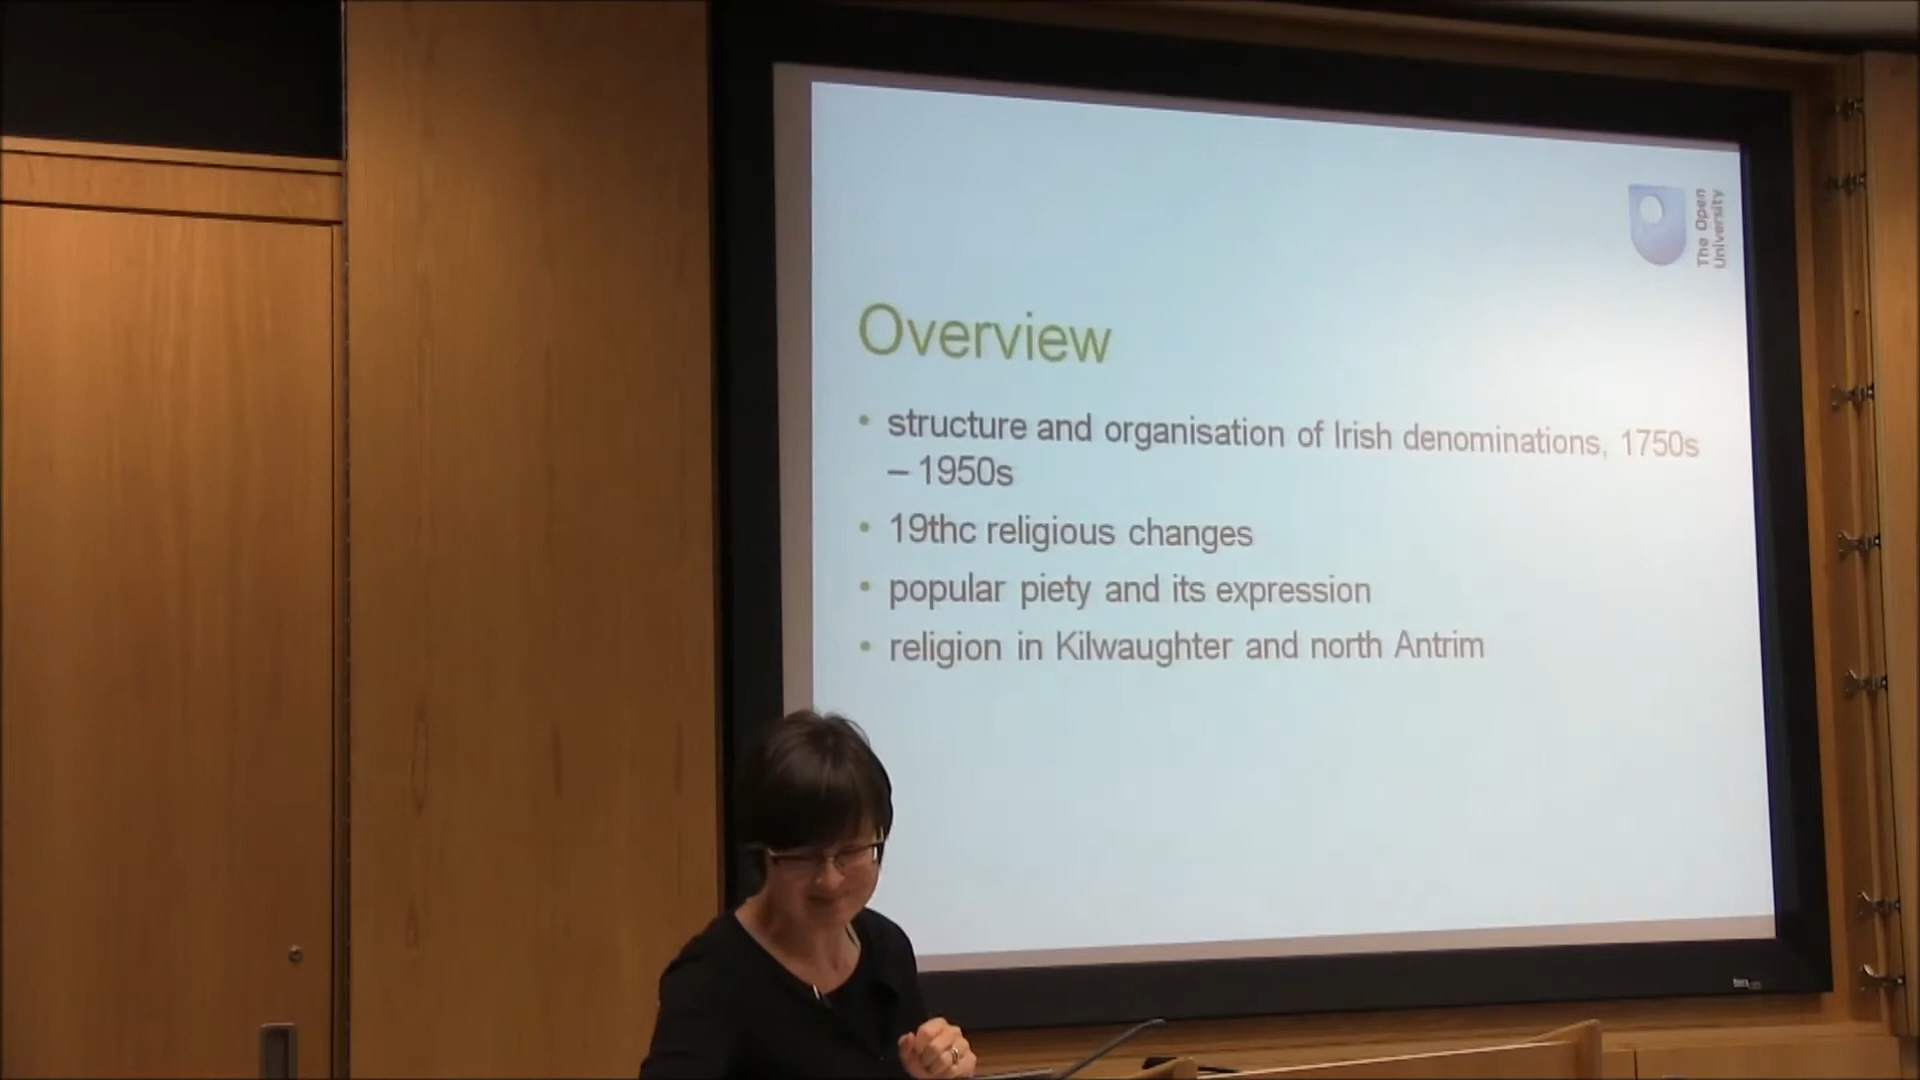 The Open
University
Overview
• structure and organisation of Irish denominations, 1750s
– 1950s
• 19thc religious changes
• popular piety and its expression
• religion in Kilwaughter and north Antrim